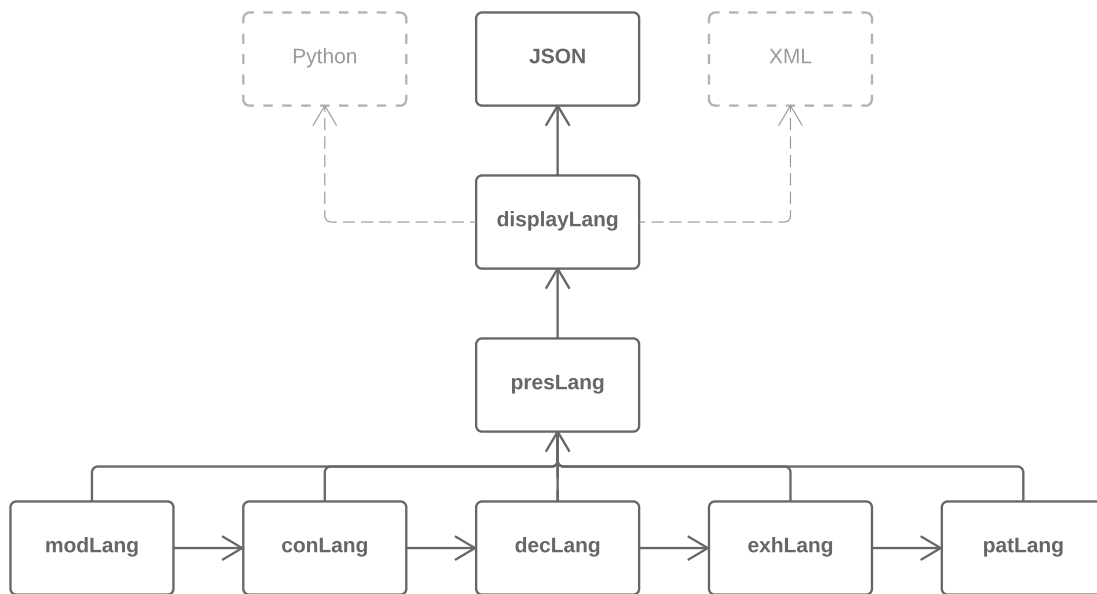 Python
JSON
XML
displayLang
presLang
modLang
conLang
decLang
exhLang
patLang